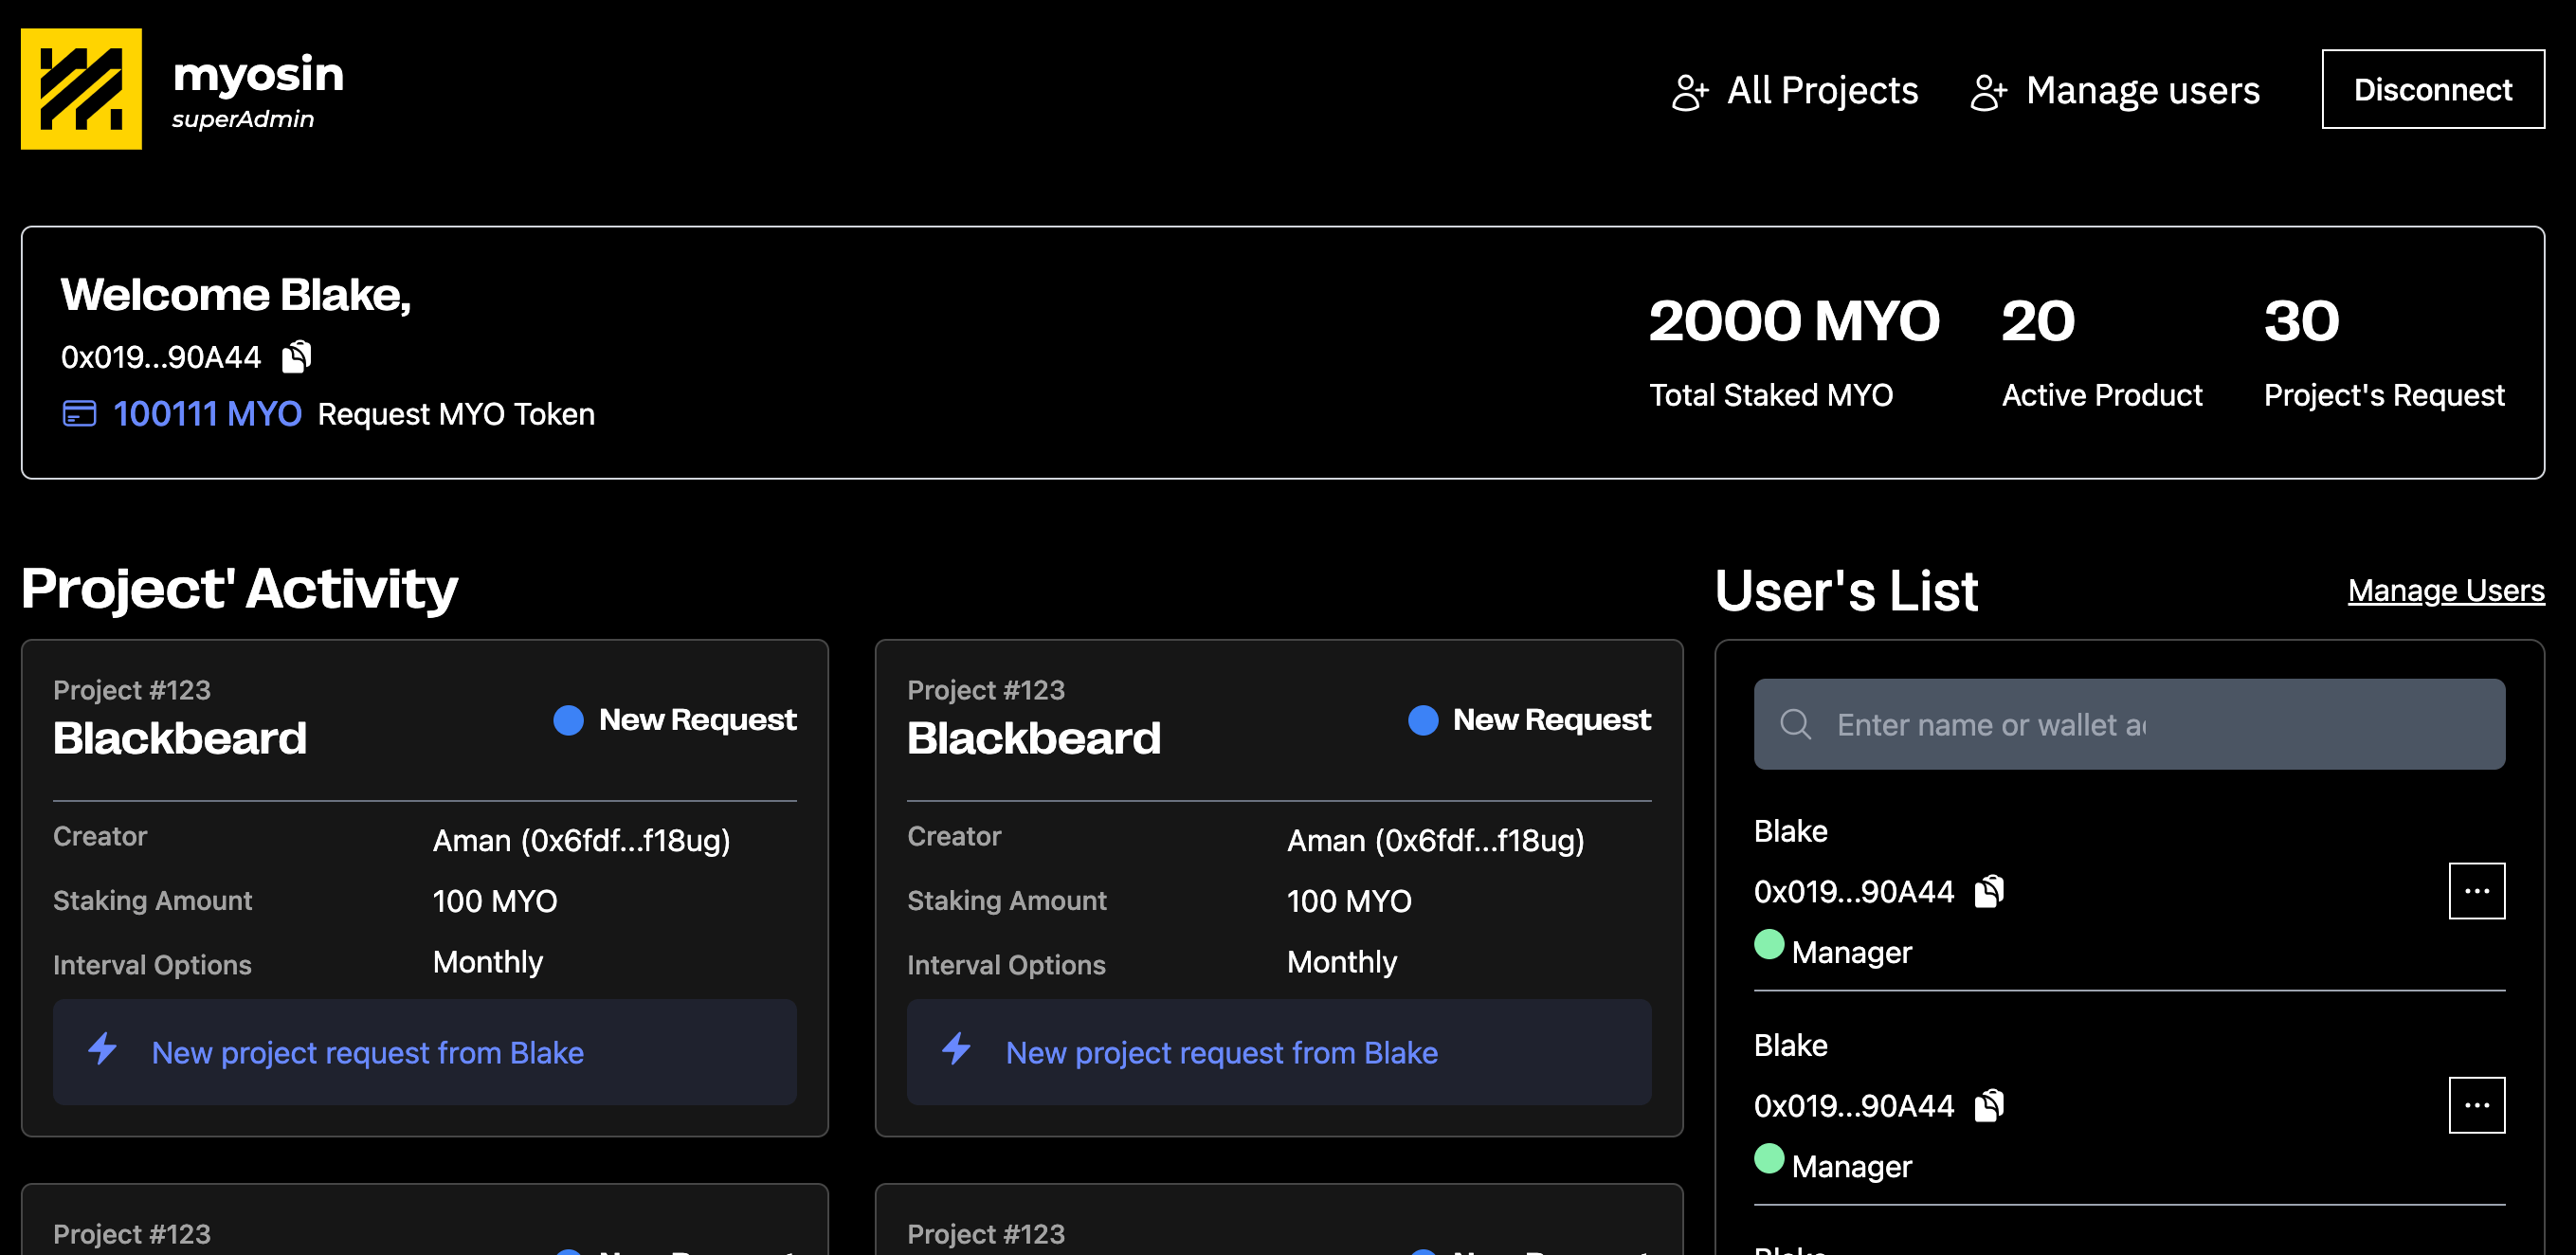 myosin
superAdmin
All Projects
Manage users
Disconnect
Welcome Blake,
0x019...90A44
100111 MYO Request MYO Token
2000 MYO
Total Staked MYO
20
Active Product
30
Project's Request
Project' Activity
Project #123
Blackbeard
New Request
Creator Aman (0x6fdf...f18ug)
Staking Amount 100 MYO
Interval Options Monthly
New project request from Blake
Project #123
Blackbeard
New Request
Creator Aman (0x6fdf...f18ug)
Staking Amount 100 MYO
Interval Options Monthly
New project request from Blake
Project #123
Project #123
User's List
Manage Users
Enter name or wallet
Blake
0x019...90A44
...
Manager
Blake
0x019...90A44
...
Manager